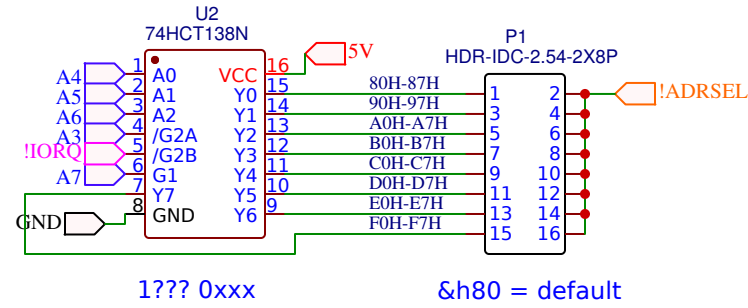 U2
74HCT138N
P1
HDR-IDC-2.54-2X8P
5V
A4 1 A0 VCC 16
A5 2 A1 Y0 15 80H-87H 1 2 !ADRSEL
A6 3 A2 Y1 14 90H-97H 3 4
A3 4 /G2A Y2 13 A0H-A7H 5 6
!IORQ 5 /G2B Y3 12 B0H-B7H 7 8
A7 6 G1 Y4 11 C0H-C7H 9 10
7 Y7 Y5 10 D0H-D7H 11 12
GND 8 GND Y6 9 E0H-E7H 13 14
F0H-F7H 15 16
1??? 0xxx
&h80 = default